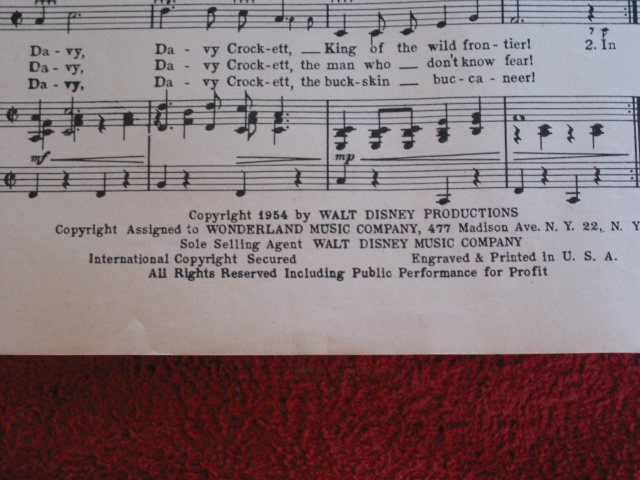 Da - vy, Da - vy Crock - ett, King of the wild fron - tier! 2. In
Da - vy, Da - vy Crock - ett, the man who don't know fear!
Da - vy, Da - vy Crock - ett, the buck - skin buc - ca - neer!
mf mp
Copyright 1954 by WALT DISNEY PRODUCTIONS
Copyright Assigned to WONDERLAND MUSIC COMPANY, 477 Madison Ave. N. Y. 22, N. Y
Sole Selling Agent WALT DISNEY MUSIC COMPANY
International Copyright Secured Engraved & Printed in U. S. A.
All Rights Reserved Including Public Performance for Profit